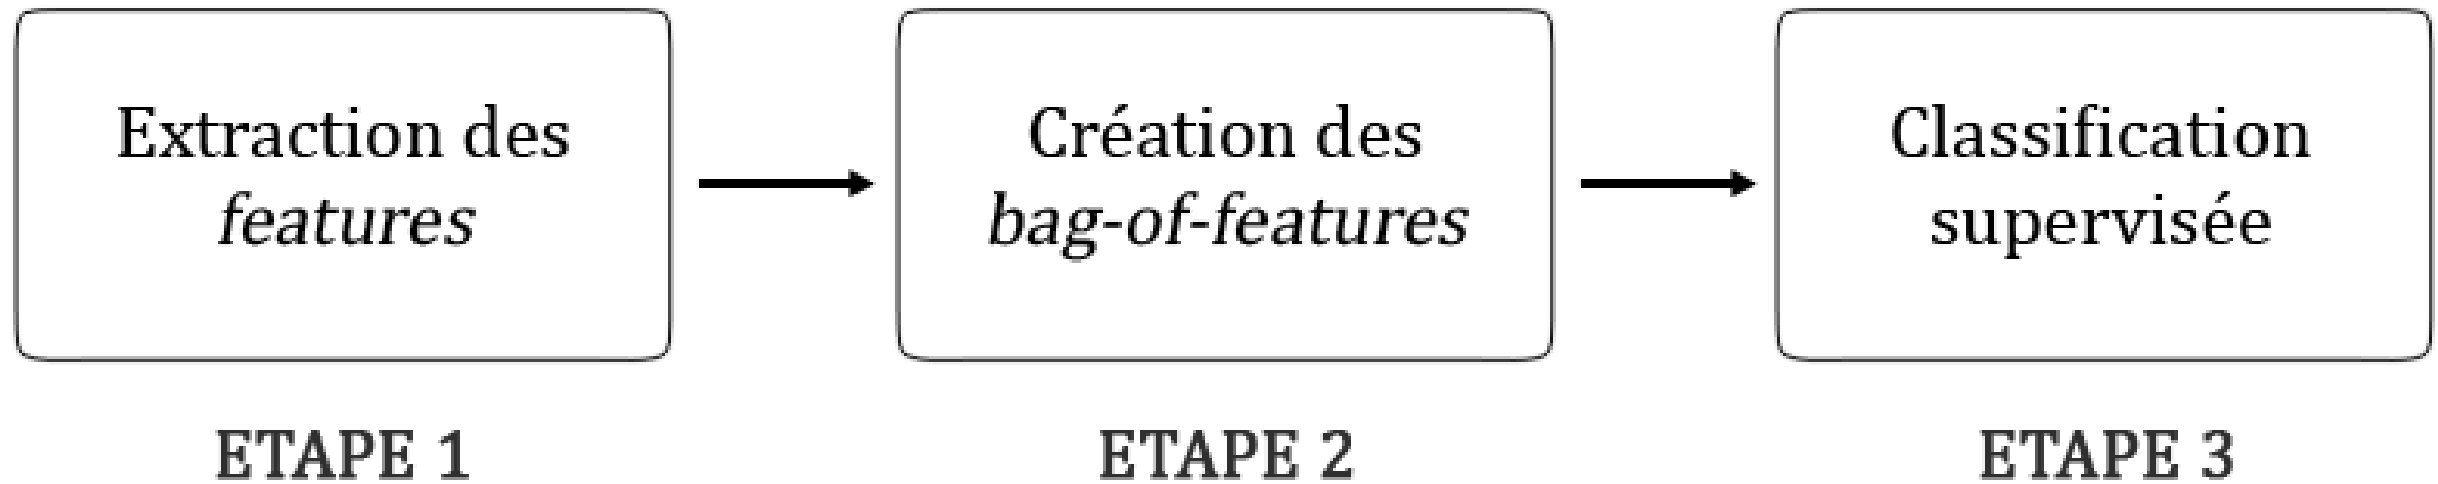 Extraction des
features
Création des
bag-of-features
Classification
supervisée
ETAPE 1
ETAPE 2
ETAPE 3